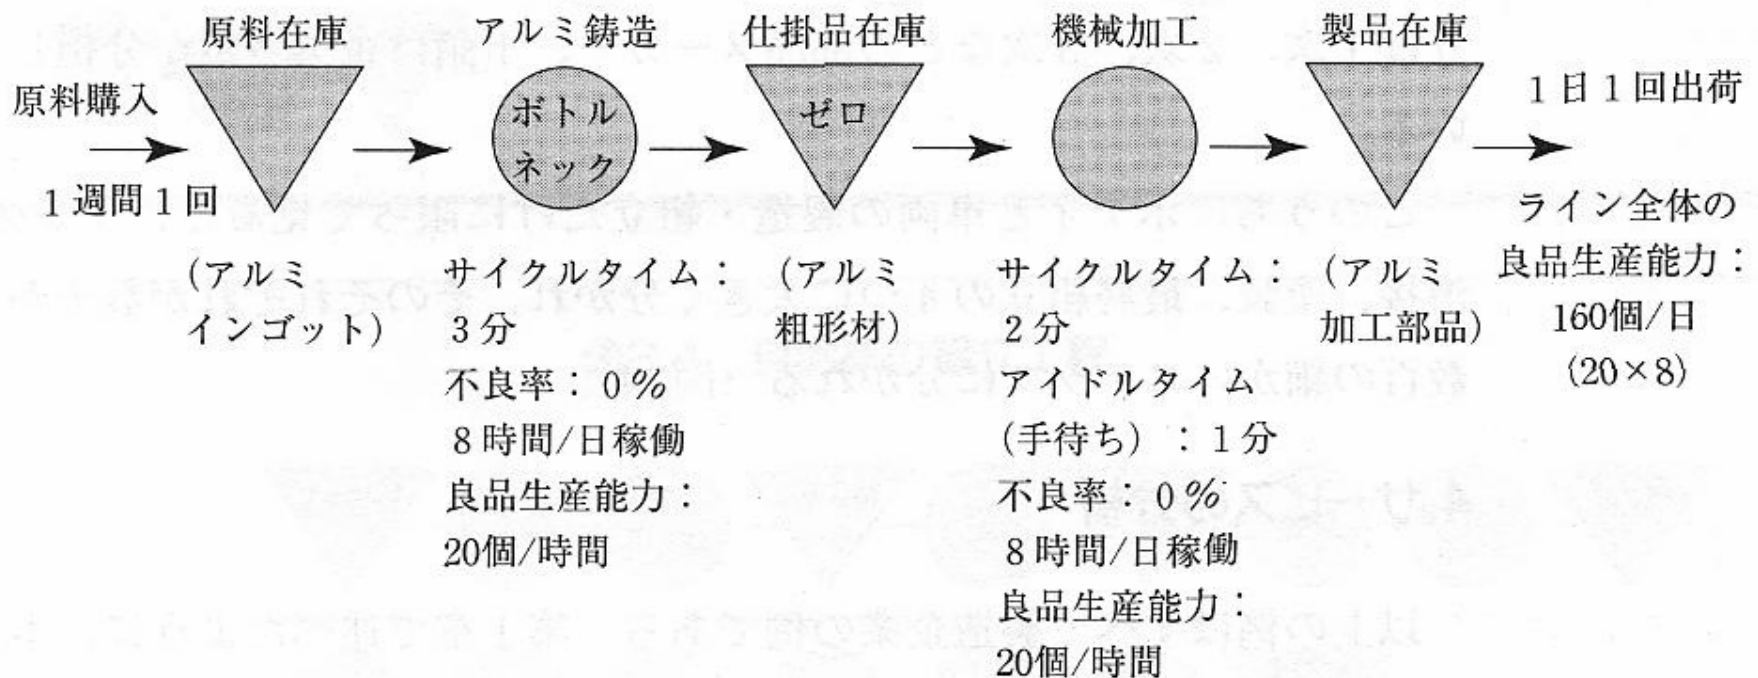 原料在庫
アルミ鋳造
仕掛品在庫
機械加工
製品在庫
原料購入
1週間1回
ボトル
ネック
ゼロ
1日1回出荷
(アルミ
インゴット)
サイクルタイム:
3分
不良率:0%
8時間/日稼働
良品生産能力:
20個/時間
(アルミ
粗形材)
サイクルタイム:
2分
アイドルタイム
(手待ち):1分
不良率:0%
8時間/日稼働
良品生産能力:
20個/時間
(アルミ
加工部品)
ライン全体の
良品生産能力:
160個/日
(20×8)